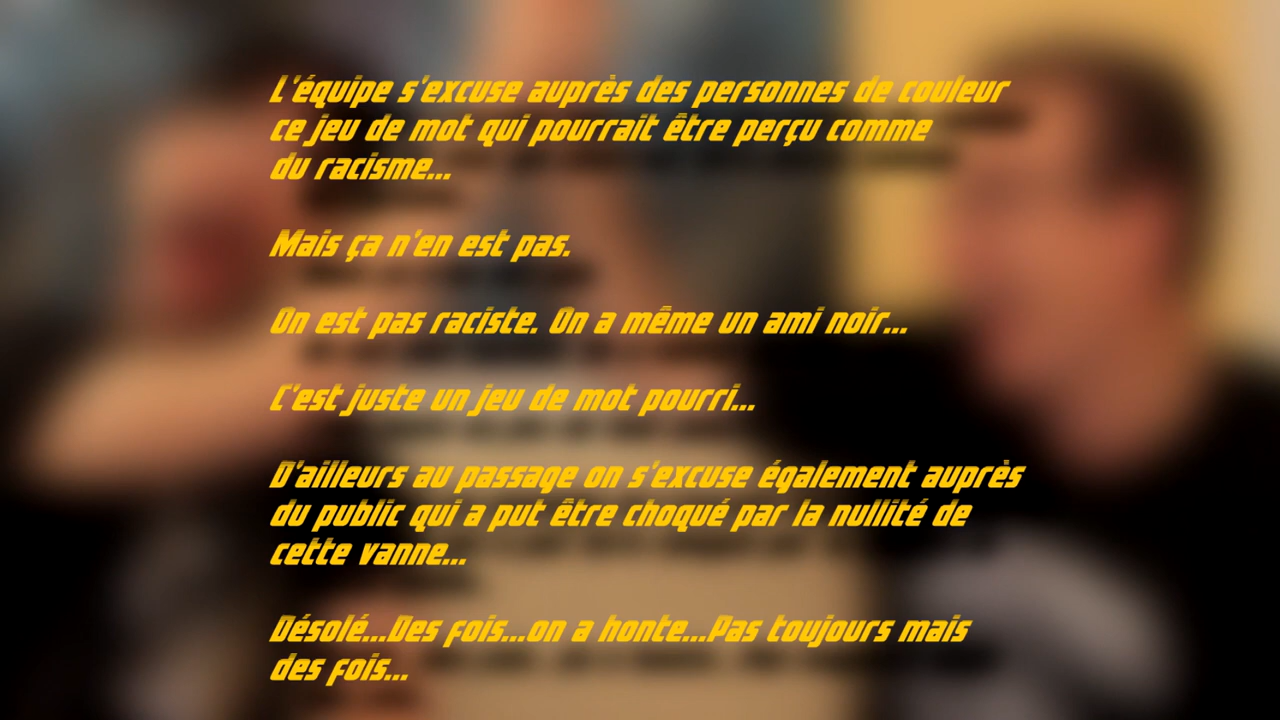 L'équipe s'excuse auprès des personnes de couleur
ce jeu de mot qui pourrait être perçu comme
du racisme...
Mais ça n'en est pas.
On est pas raciste. On a même un ami noir...
C'est juste un jeu de mot pourri...
D'ailleurs au passage on s'excuse également auprès
du public qui a put être choqué par la nullité de
cette vanne...
Désolé...Des fois...on a honte...Pas toujours mais
des fois...